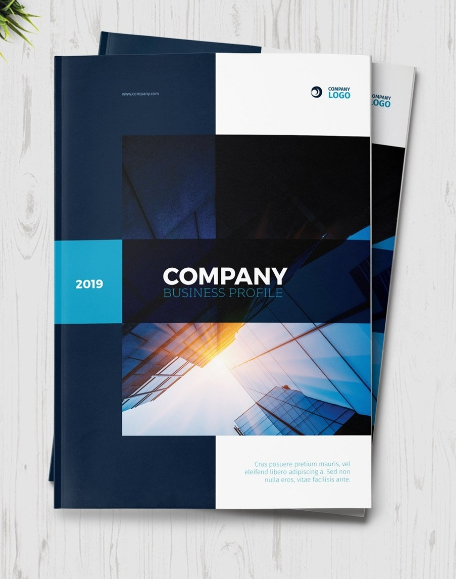 www.company.com
COMPANY
LOGO
COMPANY
LOGO
2019
COMPANY
BUSINESS PROFILE
Cras posuere pretium mauris, vel
eleifend libero adipiscing a. Sed non
nulla eros, vitae facilisis ante.